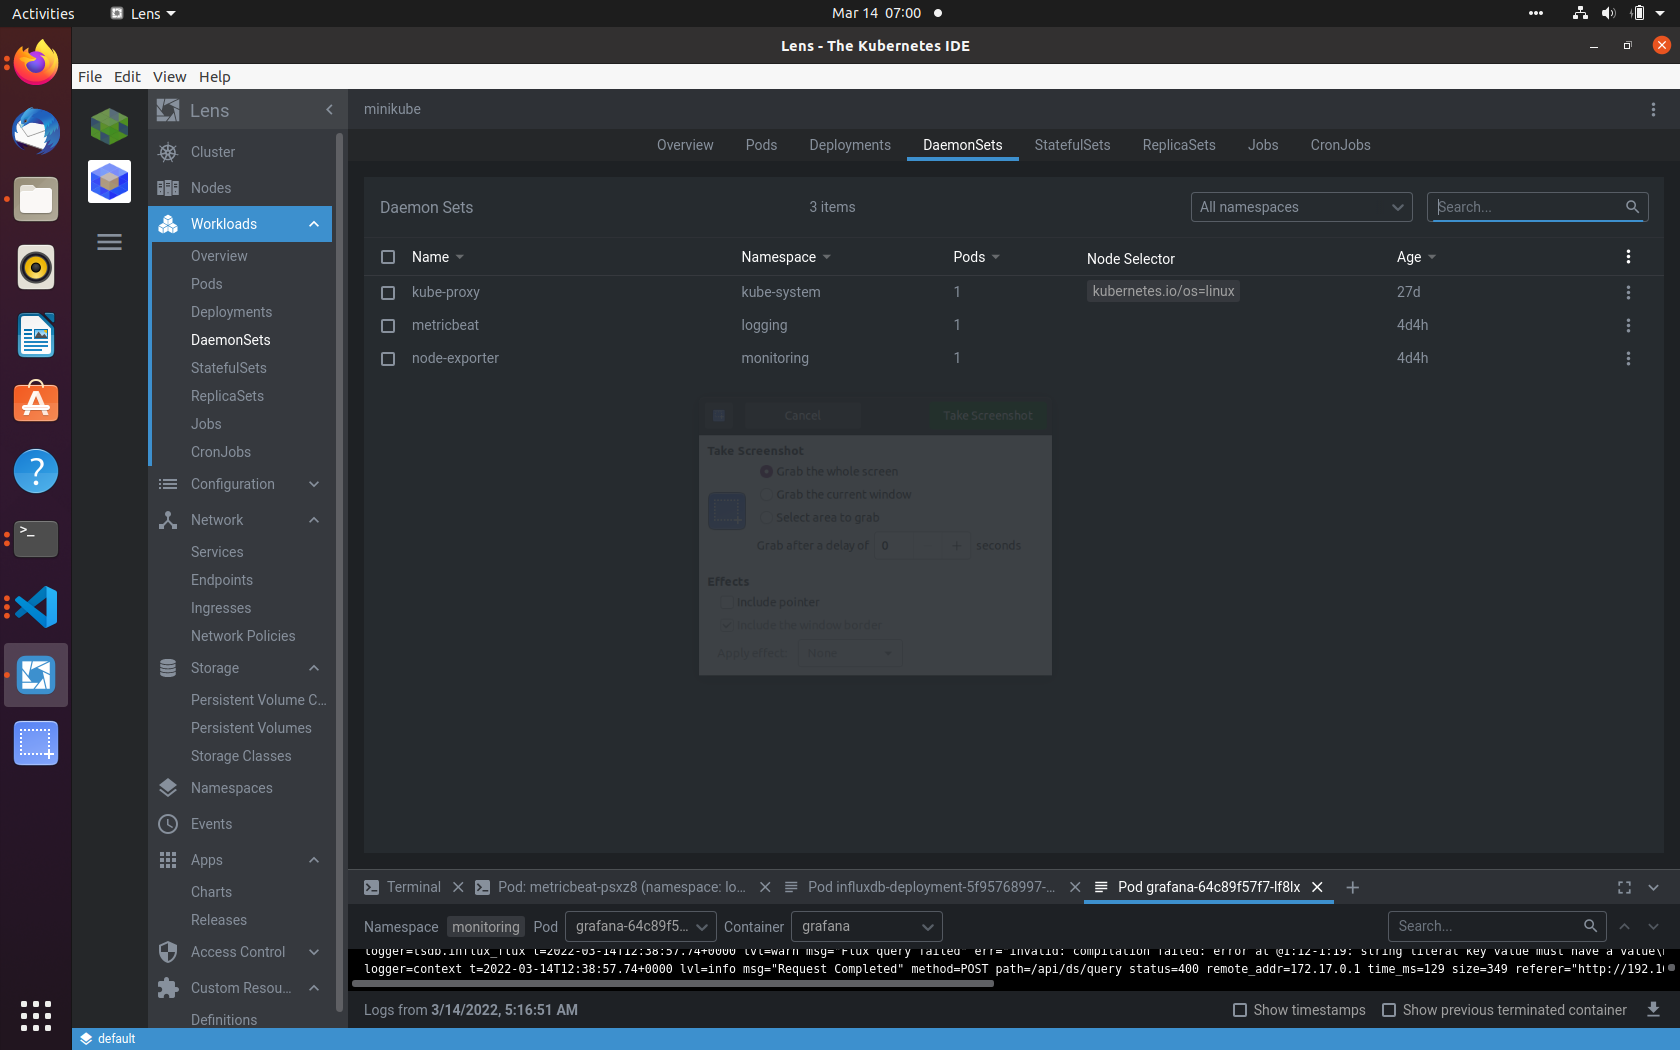 Activities
Lens
Mar 14 07:00
Lens - The Kubernetes IDE
File Edit View Help
Lens
minikube
Cluster
Nodes
Workloads
Overview
Pods
Deployments
DaemonSets
StatefulSets
ReplicaSets
Jobs
CronJobs
Configuration
Network
Services
Endpoints
Ingresses
Network Policies
Storage
Persistent Volume C...
Persistent Volumes
Storage Classes
Namespaces
Events
Apps
Charts
Releases
Access Control
Custom Resou...
Definitions
Overview Pods Deployments DaemonSets StatefulSets ReplicaSets Jobs CronJobs
Daemon Sets 3 items All namespaces Search...
Name Namespace Pods Node Selector Age
kube-proxy kube-system 1 kubernetes.io/os=linux 27d
metricbeat logging 1 4d4h
node-exporter monitoring 1 4d4h
Cancel Take Screenshot
Take Screenshot
Grab the whole screen
Grab the current window
Select area to grab
Grab after a delay of 0 + seconds
Effects
Include pointer
Include the window border
Apply effect: None
Terminal Pod: metricbeat-psxz8 (namespace: lo... Pod influxdb-deployment-5f95768997-... Pod grafana-64c89f57f7-lf8lx
Namespace monitoring Pod grafana-64c89f5... Container grafana Search...
logger=tsdb.influx_flux t=2022-03-14T12:38:57.74+0000 lvl=warn msg="Flux query failed" err="invalid: compilation failed: error at @1:12-1:19: string literal key value must have a value\
logger=context t=2022-03-14T12:38:57.74+0000 lvl=info msg="Request Completed" method=POST path=/api/ds/query status=400 remote_addr=172.17.0.1 time_ms=129 size=349 referer="http://192.1
Logs from 3/14/2022, 5:16:51 AM Show timestamps Show previous terminated container
default